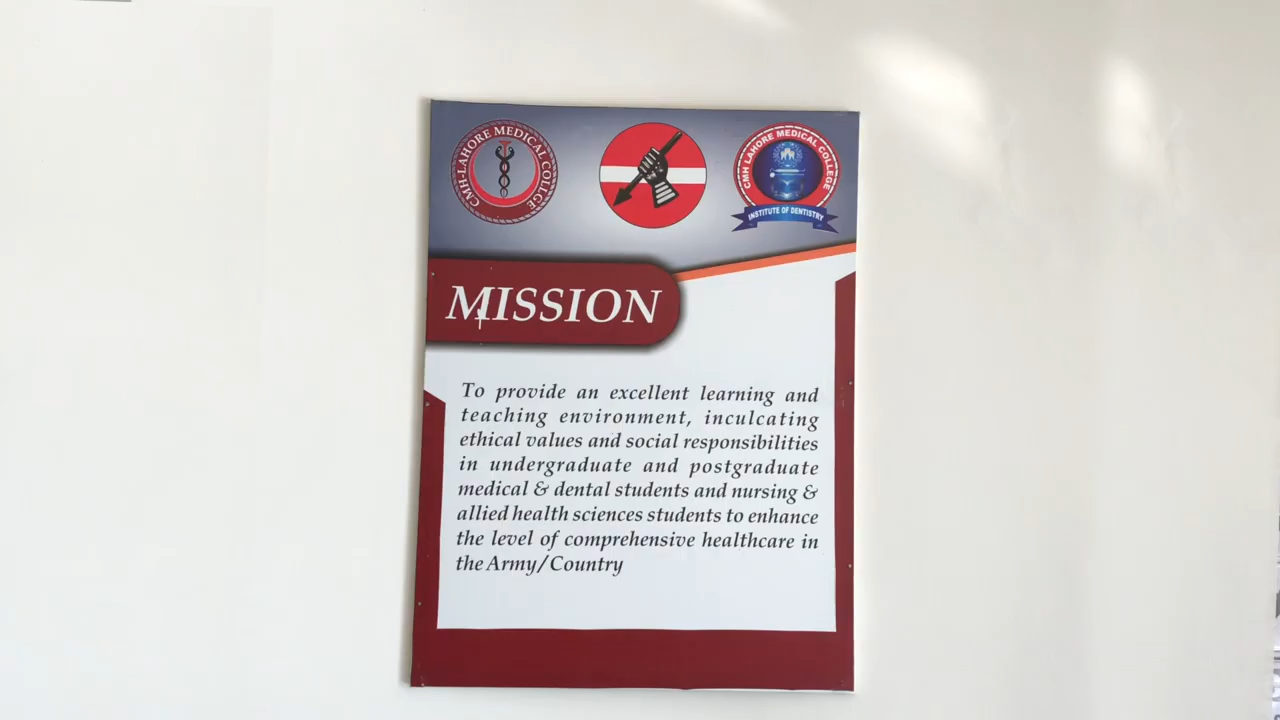 CMH-LAHORE MEDICAL COLLEGE
CMH LAHORE MEDICAL COLLEGE
INSTITUTE OF DENTISTRY
MISSION
To provide an excellent learning and
teaching environment, inculcating
ethical values and social responsibilities
in undergraduate and postgraduate
medical & dental students and nursing &
allied health sciences students to enhance
the level of comprehensive healthcare in
the Army/Country